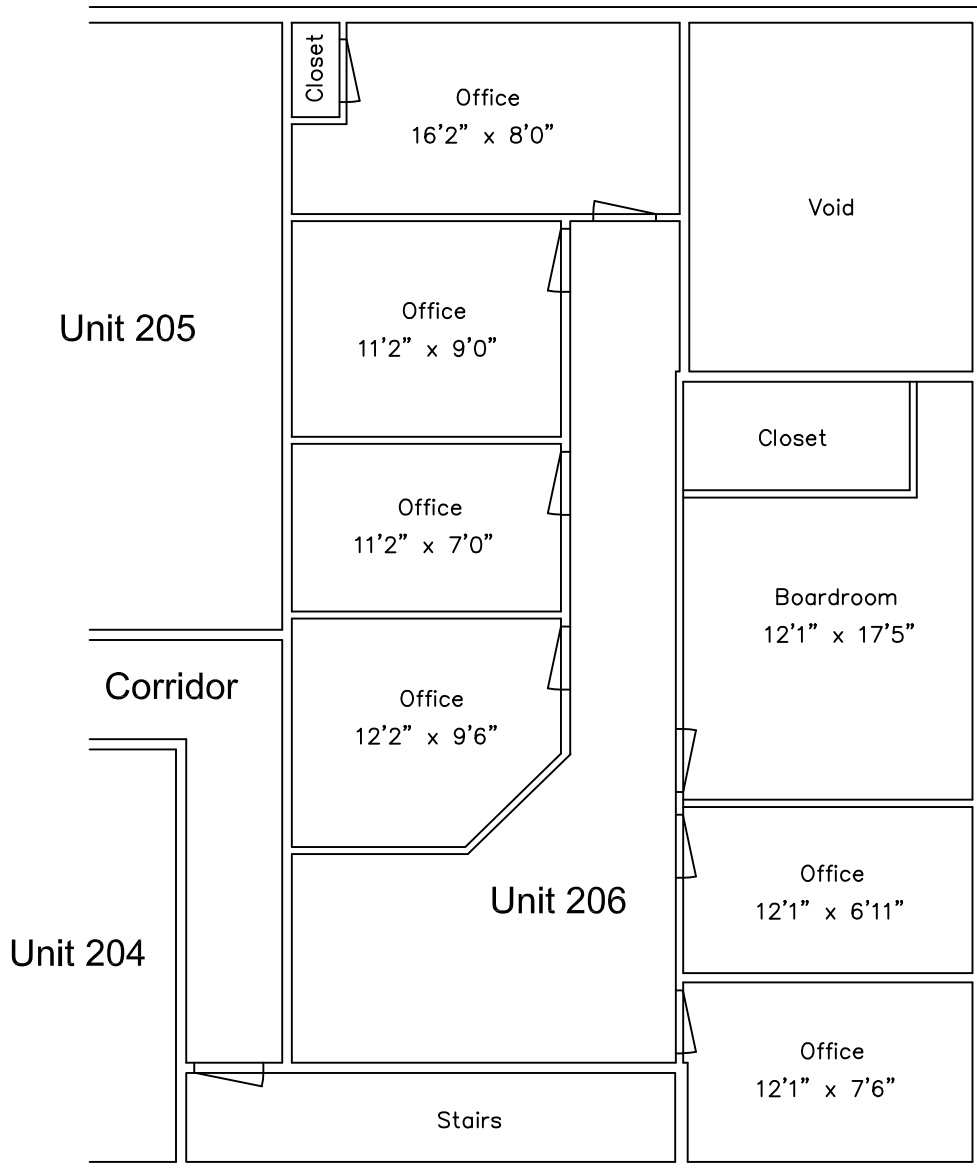 Closet
Office
16’2” x 8’0”
Void
Unit 205
Office
11’2” x 9’0”
Closet
Office
11’2” x 7’0”
Boardroom
12’1” x 17’5”
Corridor
Office
12’2” x 9’6”
Office
12’1” x 6’11”
Unit 206
Unit 204
Office
12’1” x 7’6”
Stairs